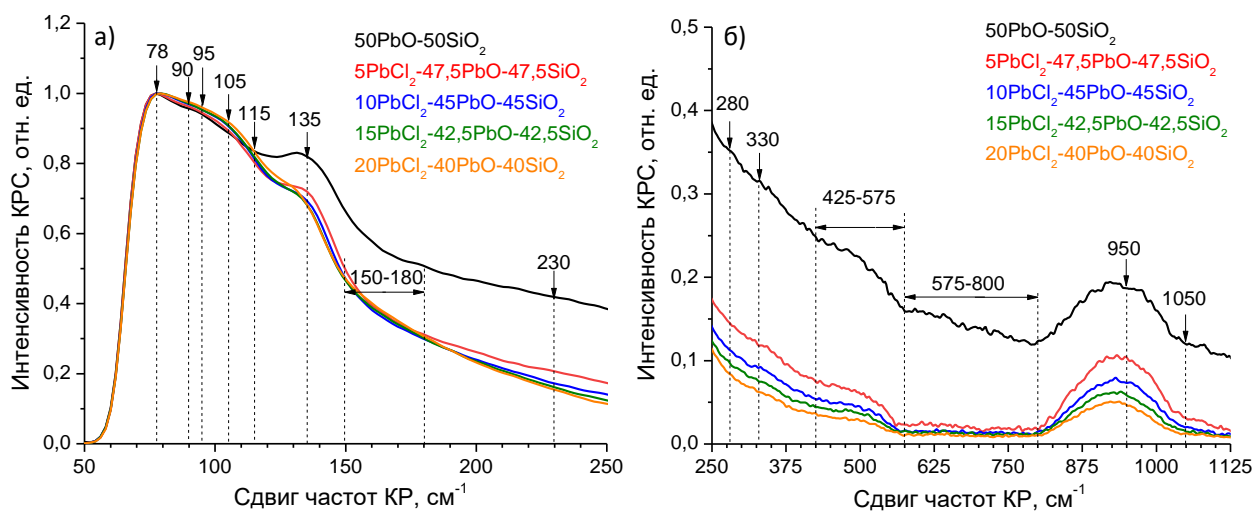 а)
50PbO-50SiO₂
5PbCl₂-47,5PbO-47,5SiO₂
10PbCl₂-45PbO-45SiO₂
15PbCl₂-42,5PbO-42,5SiO₂
20PbCl₂-40PbO-40SiO₂
78
90
95
105
115
135
150-180
230
Интенсивность КРС, отн. ед.
1,2
1,0
0,8
0,6
0,4
0,2
0,0
50
100
150
200
250
Сдвиг частот КР, см⁻¹
б)
50PbO-50SiO₂
5PbCl₂-47,5PbO-47,5SiO₂
10PbCl₂-45PbO-45SiO₂
15PbCl₂-42,5PbO-42,5SiO₂
20PbCl₂-40PbO-40SiO₂
280
330
425-575
575-800
950
1050
Интенсивность КРС, отн. ед.
0,5
0,4
0,3
0,2
0,1
0,0
250
375
500
625
750
875
1000
1125
Сдвиг частот КР, см⁻¹